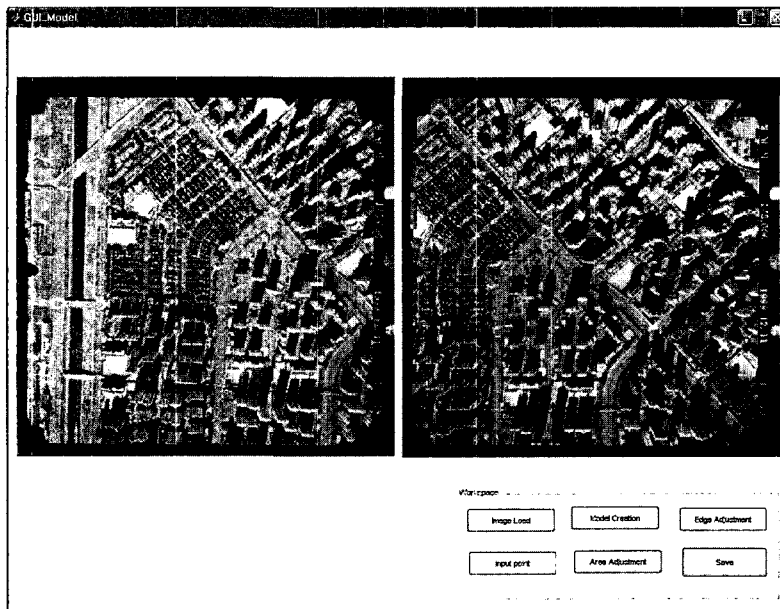 GUI_Model
Workspace
Image Load
Model Creation
Edge Adjustment
Input point
Area Adjustment
Save